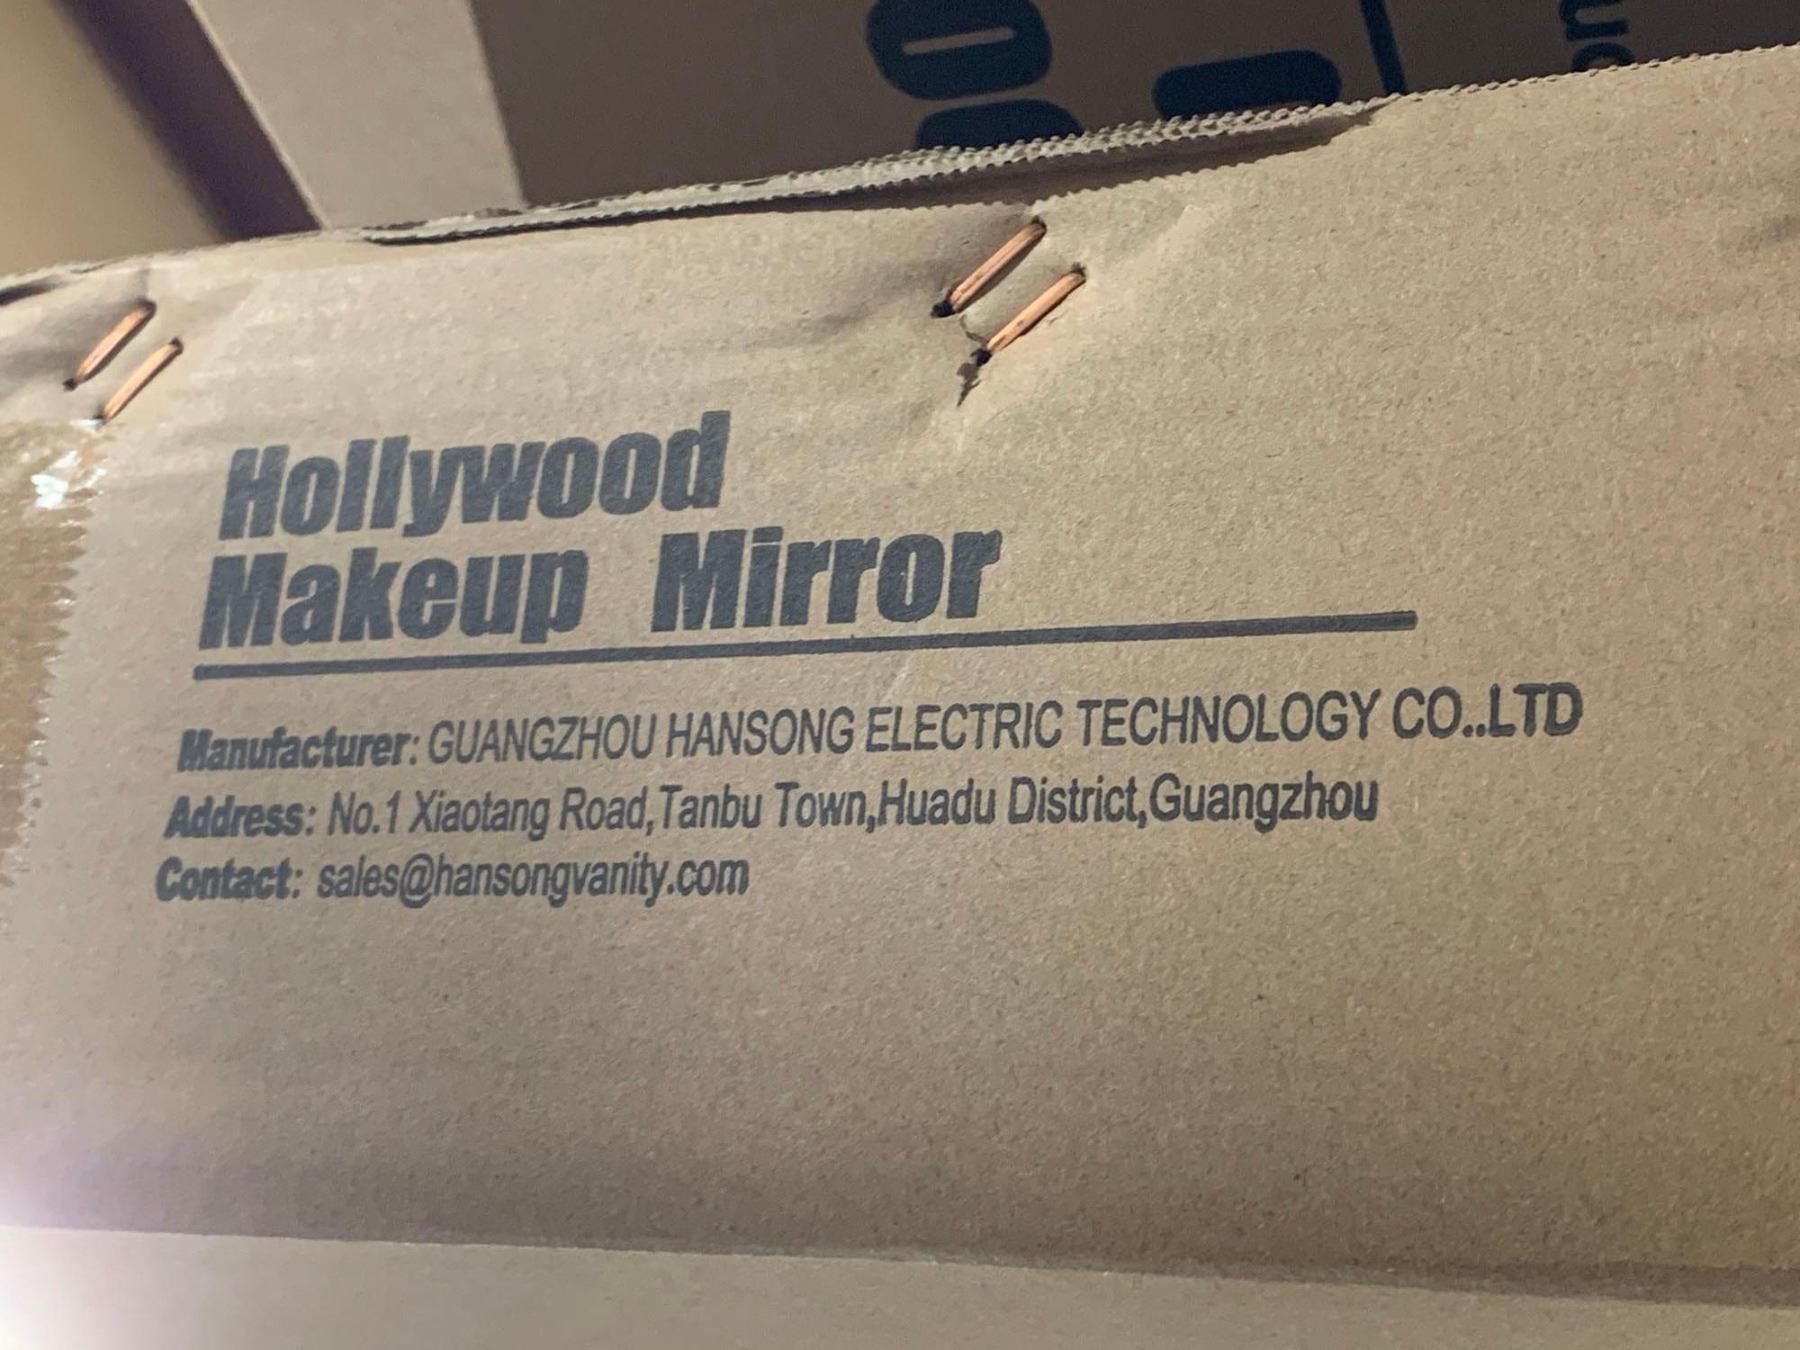 Hollywood
Makeup Mirror
Manufacturer: GUANGZHOU HANSONG ELECTRIC TECHNOLOGY CO..LTD
Address: No.1 Xiaotang Road,Tanbu Town,Huadu District,Guangzhou
Contact: sales@hansongvanity.com